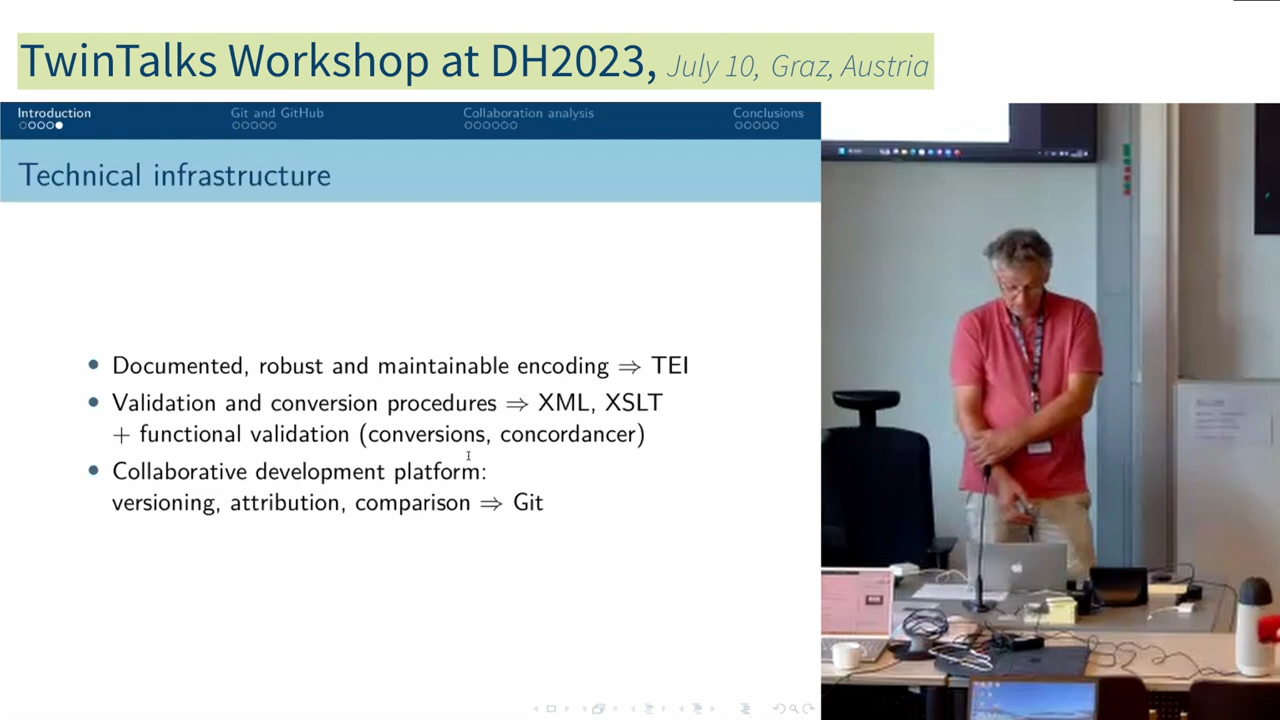 TwinTalks Workshop at DH2023, July 10, Graz, Austria
Introduction Git and GitHub Collaboration analysis Conclusions
Technical infrastructure
• Documented, robust and maintainable encoding ⇒ TEI
• Validation and conversion procedures ⇒ XML, XSLT
+ functional validation (conversions, concordancer)
• Collaborative development platform:
versioning, attribution, comparison ⇒ Git